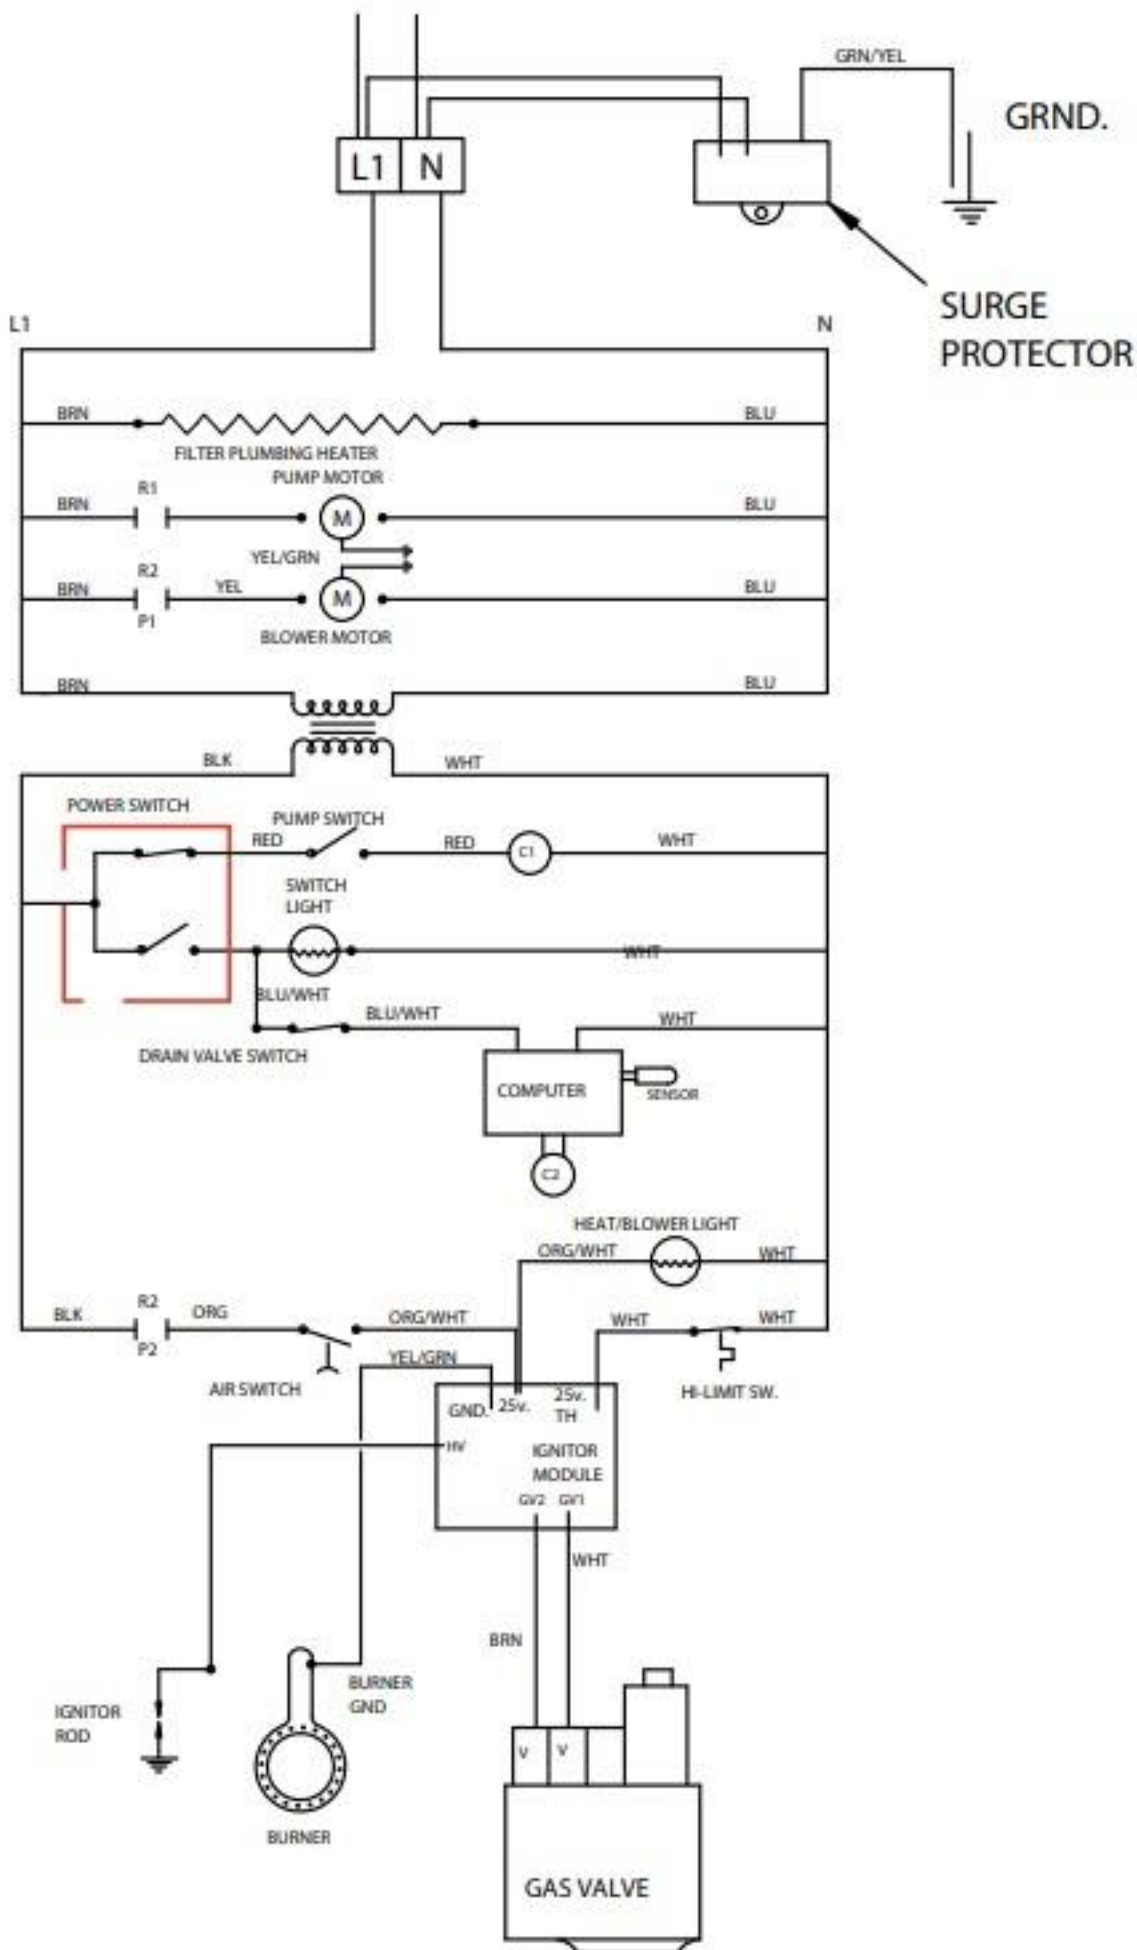 GRN/YEL
GRND.
L1 N
SURGE
PROTECTOR
L1
N
BRN
BLU
FILTER PLUMBING HEATER
PUMP MOTOR
R1
BRN
M
BLU
YEL/GRN
R2
BRN
YEL
M
BLU
P1
BLOWER MOTOR
BRN
BLU
BLK
WHT
POWER SWITCH
PUMP SWITCH
RED
RED
C1
WHT
SWITCH
LIGHT
WHT
BLU/WHT
BLU/WHT
WHT
DRAIN VALVE SWITCH
COMPUTER
SENSOR
C2
HEAT/BLOWER LIGHT
ORG/WHT
WHT
BLK
R2
P2
ORG
ORG/WHT
WHT
WHT
YEL/GRN
AIR SWITCH
HI-LIMIT SW.
GND.
25v.
25v.
TH
HV
IGNITOR
MODULE
GV2 GV1
WHT
BRN
BURNER
GND
IGNITOR
ROD
V V
BURNER
GAS VALVE